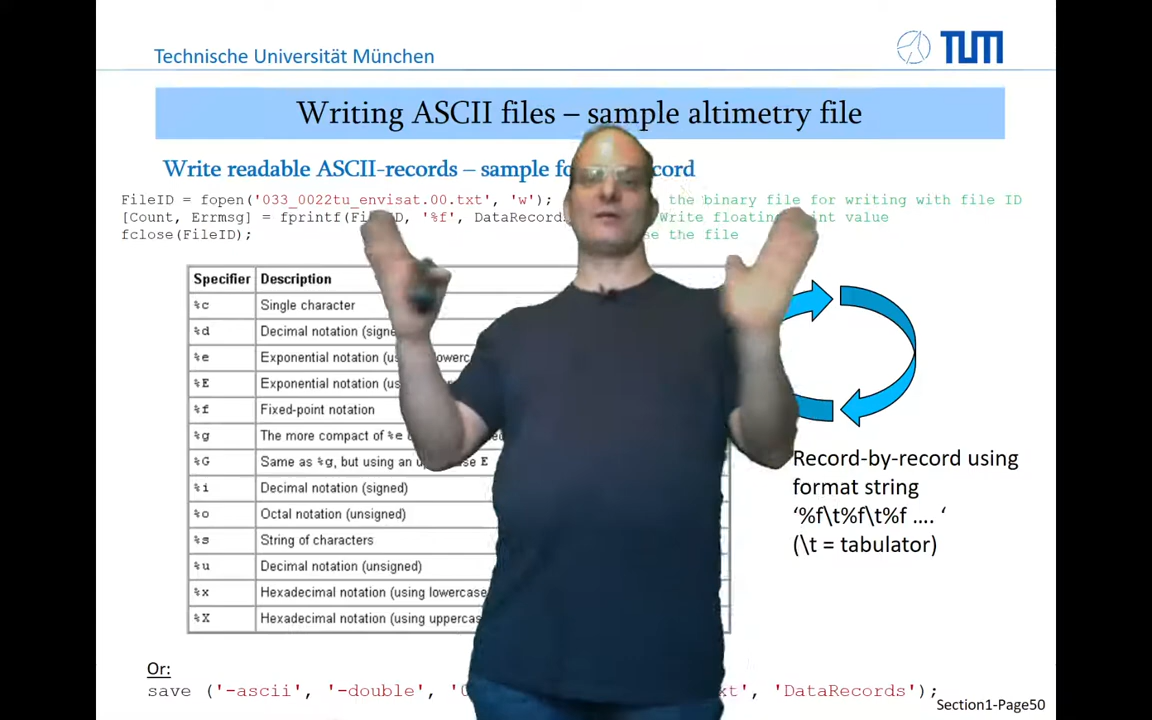 Technische Universität München
TUM
Writing ASCII files – sample altimetry file
Write readable ASCII-records – sample fo cord
FileID = fopen('033_0022tu_envisat.00.txt', 'w'); the binary file for writing with file ID
[Count, Errmsg] = fprintf(Fi D, '%f', DataRecord Write floating int value
fclose(FileID); se the file
Specifier Description
%c Single character
%d Decimal notation (signe
%e Exponential notation (u owerc
%E Exponential notation (us
%f Fixed-point notation
%g The more compact of %e
%G Same as %g, but using an u case E
%i Decimal notation (signed)
%o Octal notation (unsigned)
%s String of characters
%u Decimal notation (unsigned)
%x Hexadecimal notation (using lowercase
%X Hexadecimal notation (using uppercas
Record-by-record using
format string
‘%f\t%f\t%f .... ‘
(\t = tabulator)
Or:
save ('-ascii', '-double', '0 xt', 'DataRecords');
Section1-Page50